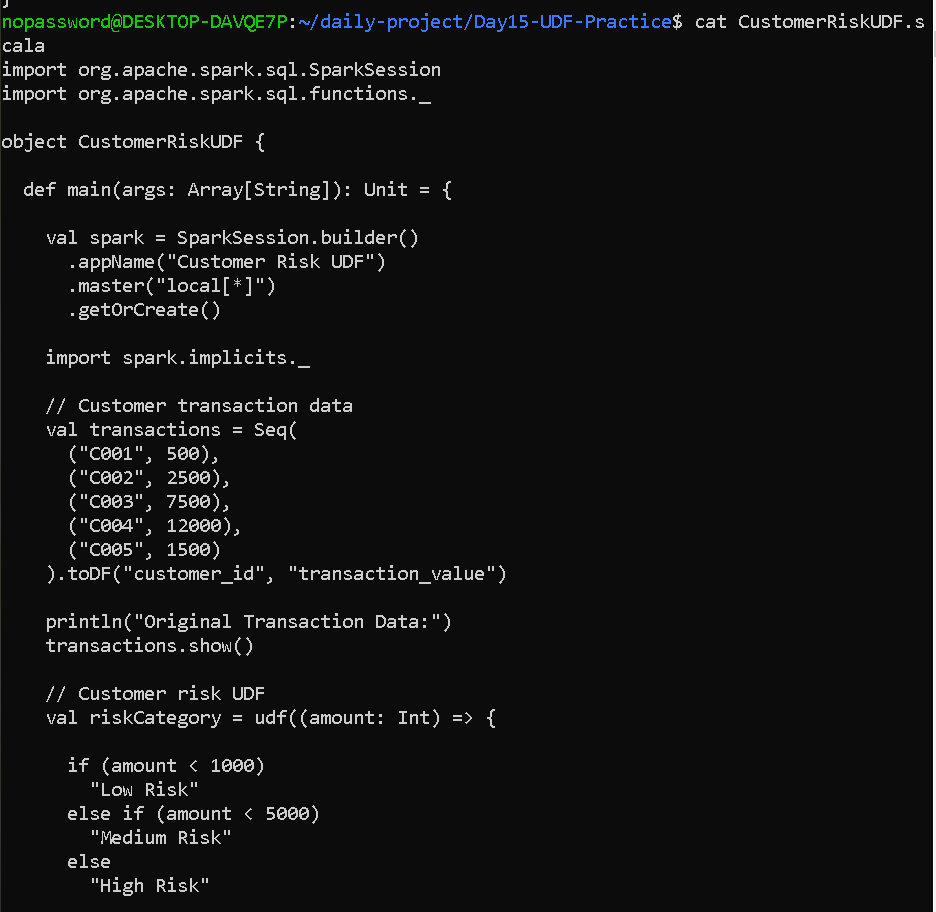 nopassword@DESKTOP-DAVQE7P:~/daily-project/Day15-UDF-Practice$ cat CustomerRiskUDF.s
cala
import org.apache.spark.sql.SparkSession
import org.apache.spark.sql.functions._

object CustomerRiskUDF {

  def main(args: Array[String]): Unit = {

    val spark = SparkSession.builder()
      .appName("Customer Risk UDF")
      .master("local[*]")
      .getOrCreate()

    import spark.implicits._

    // Customer transaction data
    val transactions = Seq(
      ("C001", 500),
      ("C002", 2500),
      ("C003", 7500),
      ("C004", 12000),
      ("C005", 1500)
    ).toDF("customer_id", "transaction_value")

    println("Original Transaction Data:")
    transactions.show()

    // Customer risk UDF
    val riskCategory = udf((amount: Int) => {

      if (amount < 1000)
        "Low Risk"
      else if (amount < 5000)
        "Medium Risk"
      else
        "High Risk"